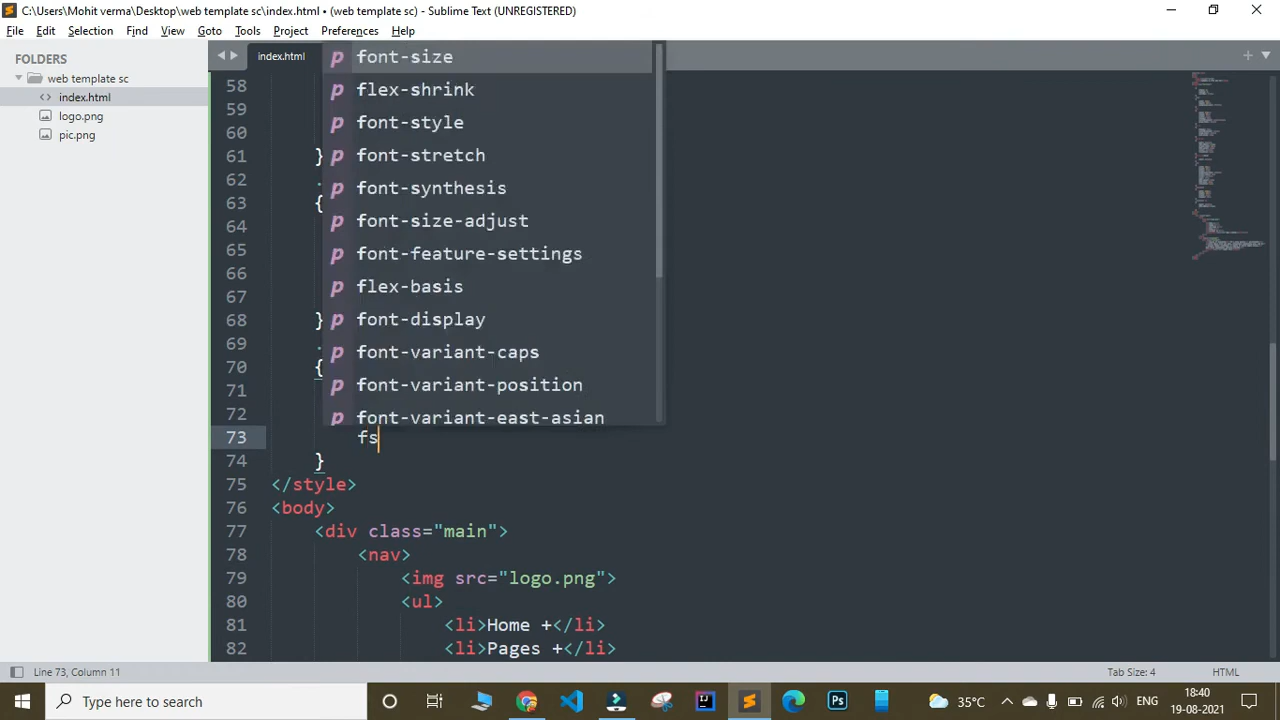 C:\Users\Mohit verma\Desktop\web template sc\index.html • (web template sc) - Sublime Text (UNREGISTERED)
File Edit Selection Find View Goto Tools Project Preferences Help
FOLDERS
web template sc
index.html
logo.png
pic.png
index.html
p font-size
p flex-shrink
p font-style
p font-stretch
p font-synthesis
p font-size-adjust
p font-feature-settings
p flex-basis
p font-display
p font-variant-caps
p font-variant-position
p font-variant-east-asian
58
59
60
61 }
62 .
63 {
64
65
66
67
68 }
69 .
70 {
71
72
73 fs
74 }
75 </style>
76 <body>
77 <div class="main">
78 <nav>
79 <img src="logo.png">
80 <ul>
81 <li>Home +</li>
82 <li>Pages +</li>
Line 73, Column 11
Tab Size: 4
HTML
Type here to search
35°C
ENG
18:40
19-08-2021